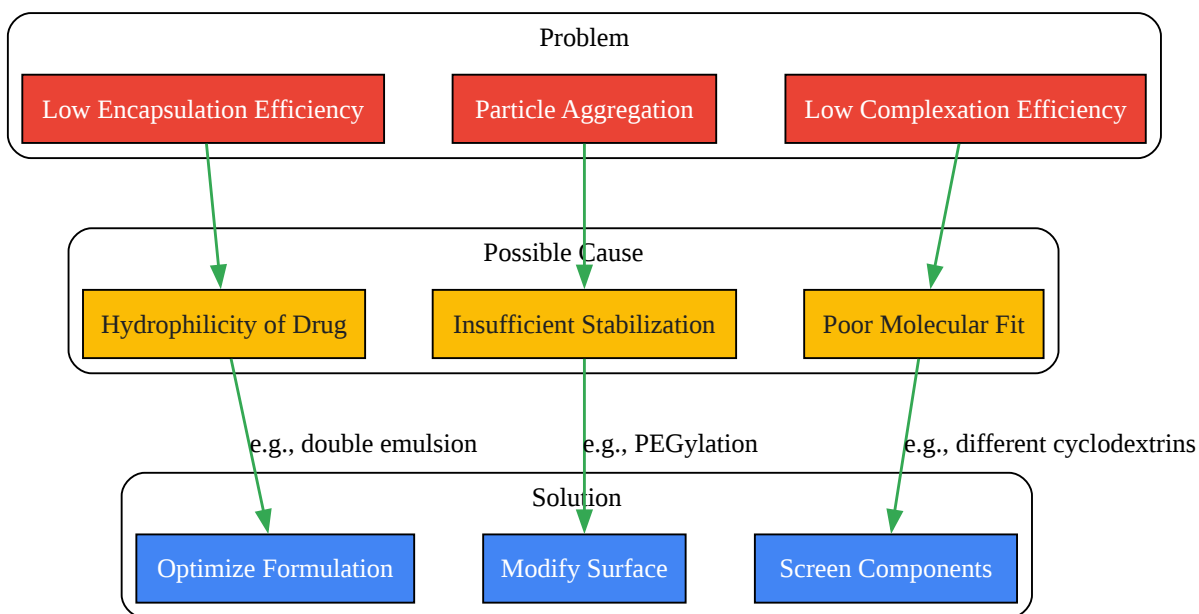 Problem
Low Encapsulation Efficiency
Particle Aggregation
Low Complexation Efficiency
Possible Cause
Hydrophilicity of Drug
Insufficient Stabilization
Poor Molecular Fit
e.g., double emulsion
e.g., PEGylation
e.g., different cyclodextrins
Solution
Optimize Formulation
Modify Surface
Screen Components